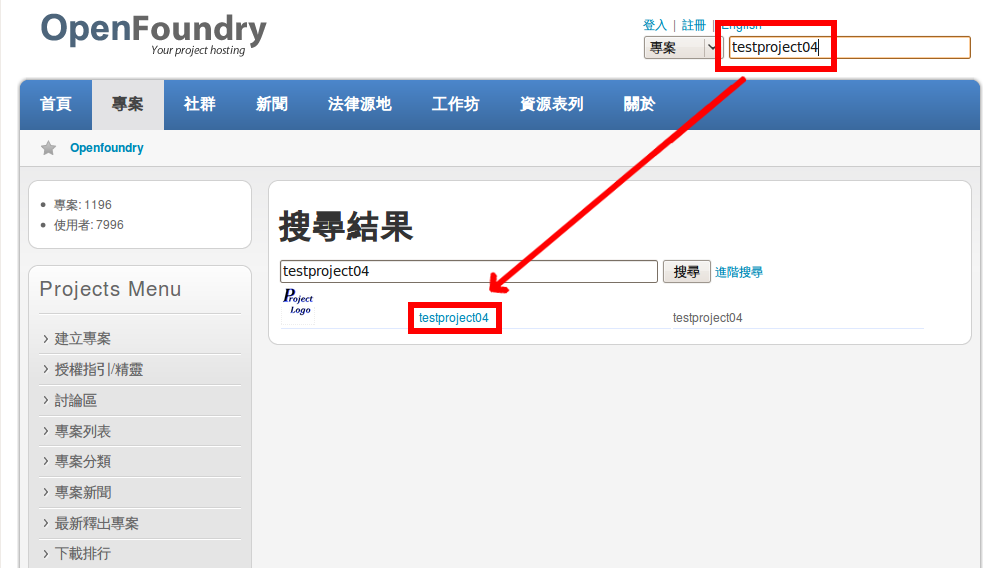 OpenFoundry
Your project hosting
登入 | 註冊 | English
專案 testproject04
首頁 專案 社群 新聞 法律源地 工作坊 資源表列 關於
Openfoundry
專案: 1196
使用者: 7996
Projects Menu
建立專案
授權指引/精靈
討論區
專案列表
專案分類
專案新聞
最新釋出專案
下載排行
搜尋結果
testproject04 搜尋 進階搜尋
Project
Logo
testproject04 testproject04